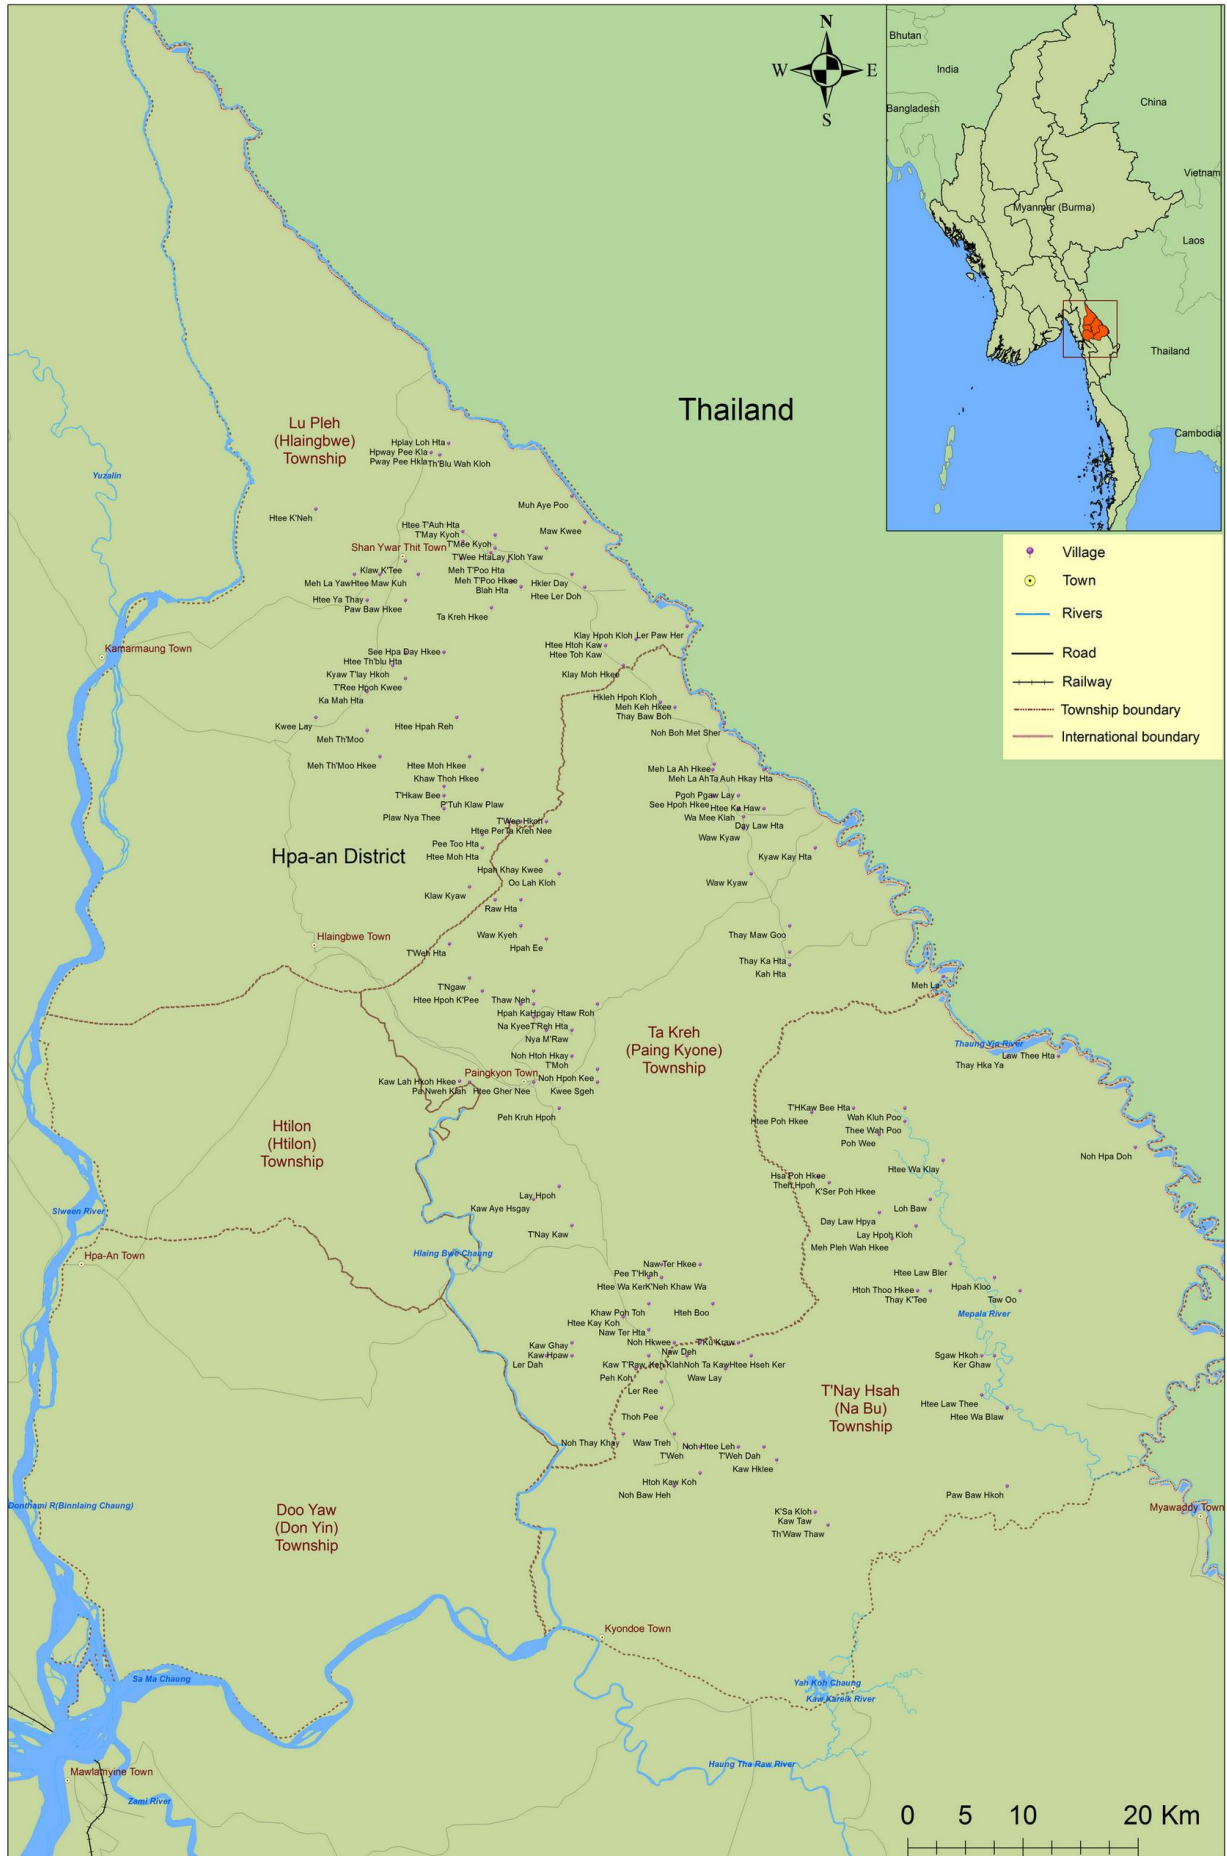 N
W
E
S
Bhutan
India
China
Bangladesh
Vietnam
Myanmar (Burma)
Laos
Thailand
Cambodia
Village
Town
Rivers
Road
Railway
Township boundary
International boundary
Thailand
Lu Pleh
(Hlaingbwe)
Township
Yuzalin
Hplay Loh Hta
Hpway Pee Kla
Pway Pee Hkla
Th'Blu Wah Kloh
Muh Aye Poo
Htee K'Neh
Htee T'Auh Hta
T'May Kyoh
Maw Kwee
Shan Ywar Thit Town
T'Mee Kyoh
T'Wee Hta
Lay Kloh Yaw
Klaw K'Tee
Meh T'Poo Hta
Meh La Yaw
Htee Maw Kuh
Meh T'Poo Hkee
Hkler Day
Blah Hta
Htee Ler Doh
Htee Ya Thay
Paw Baw Hkee
Ta Kreh Hkee
Klay Hpoh Kloh
Ler Paw Her
Kamarmaung Town
See Hpa Day Hkee
Htee Htoh Kaw
Htee Toh Kaw
Htee Th'blu Hta
Kyaw T'lay Hkoh
Klay Moh Hkee
T'Ree Hpoh Kwee
Ka Mah Hta
Hkleh Hpoh Kloh
Meh Keh Hkee
Thay Baw Boh
Kwee Lay
Htee Hpah Reh
Noh Boh Met Sher
Meh Th'Moo
Meh Th'Moo Hkee
Htee Moh Hkee
Khaw Thoh Hkee
Meh La Ah Hkee
Meh La Ah
Ta Auh Hkay Hta
T'Hkaw Bee
P'Tuh Klaw Plaw
Pgoh Pgaw Lay
See Hpoh Hkee
Htee Ka Haw
Plaw Nya Thee
T'Wee Hkoh
Wa Mee Klah
Day Law Hta
Htee Per
Ta Kreh Nee
Waw Kyaw
Pee Too Hta
Htee Moh Hta
Kyaw Kay Hta
Hpa-an District
Hpah Khay Kwee
Oo Lah Kloh
Waw Kyaw
Klaw Kyaw
Raw Hta
Waw Kyeh
Thay Maw Goo
Hlaingbwe Town
Hpah Ee
T'Weh Hta
Thay Ka Hta
Kah Hta
T'Ngaw
Meh La
Htee Hpoh K'Pee
Thaw Neh
Hpah Ka
Hpgay Htaw Roh
Na Kyee
T'Reh Hta
Nya M'Raw
Ta Kreh
(Paing Kyone)
Township
Thaung Yin River
Law Thee Hta
Thay Hka Ya
Noh Htoh Hkay
T'Moh
Paingkyon Town
Noh Hpoh Kee
Kaw Lah Hkoh Hkee
Pa Nweh Klah
Htee Gher Nee
Kwee Sgeh
Peh Kruh Hpoh
T'HKaw Bee Hta
Htee Poh Hkee
Wah Kluh Poo
Thee Wah Poo
Poh Wee
Htilon
(Htilon)
Township
Noh Hpa Doh
Htee Wa Klay
Hsa Poh Hkee
Their Hpoh
K'Ser Poh Hkee
Lay Hpoh
Kaw Aye Hsgay
Loh Baw
Slween River
Day Law Hpya
T'Nay Kaw
Lay Hpoh Kloh
Meh Pleh Wah Hkee
Hpa-An Town
Hlaing Bwe Chaung
Naw Ter Hkee
Pee T'Hkah
Htee Law Bler
Htee Wa Ker
K'Neh Khaw Wa
Htoh Thoo Hkee
Hpah Kloo
Thay K'Tee
Taw Oo
Khaw Poh Toh
Hteh Boo
Mepala River
Htee Kay Koh
Naw Ter Hta
Kaw Ghay
Noh Hkwee
T'Ku Kraw
Kaw Hpaw
Naw Deh
Ler Dah
Kaw T'Raw
Keh Klah
Noh Ta Kaw
Htee Hseh Ker
Sgaw Hkoh
Ker Ghaw
Peh Koh
Waw Lay
Ler Ree
T'Nay Hsah
(Na Bu)
Township
Htee Law Thee
Htee Wa Blaw
Thoh Pee
Noh Thay Khay
Waw Treh
Noh Htee Leh
T'Weh
T'Weh Dah
Kaw Hklee
Htoh Kaw Koh
Noh Baw Heh
Paw Baw Hkoh
Donthami R(Binnlaing Chaung)
Doo Yaw
(Don Yin)
Township
K'Sa Kloh
Kaw Taw
Th'Waw Thaw
Myawaddy Town
Kyondoe Town
Sa Ma Chaung
Yah Koh Chaung
Kaw Kareik River
Haung Tha Raw River
Mawlamyine Town
Zami River
0 5 10 20 Km